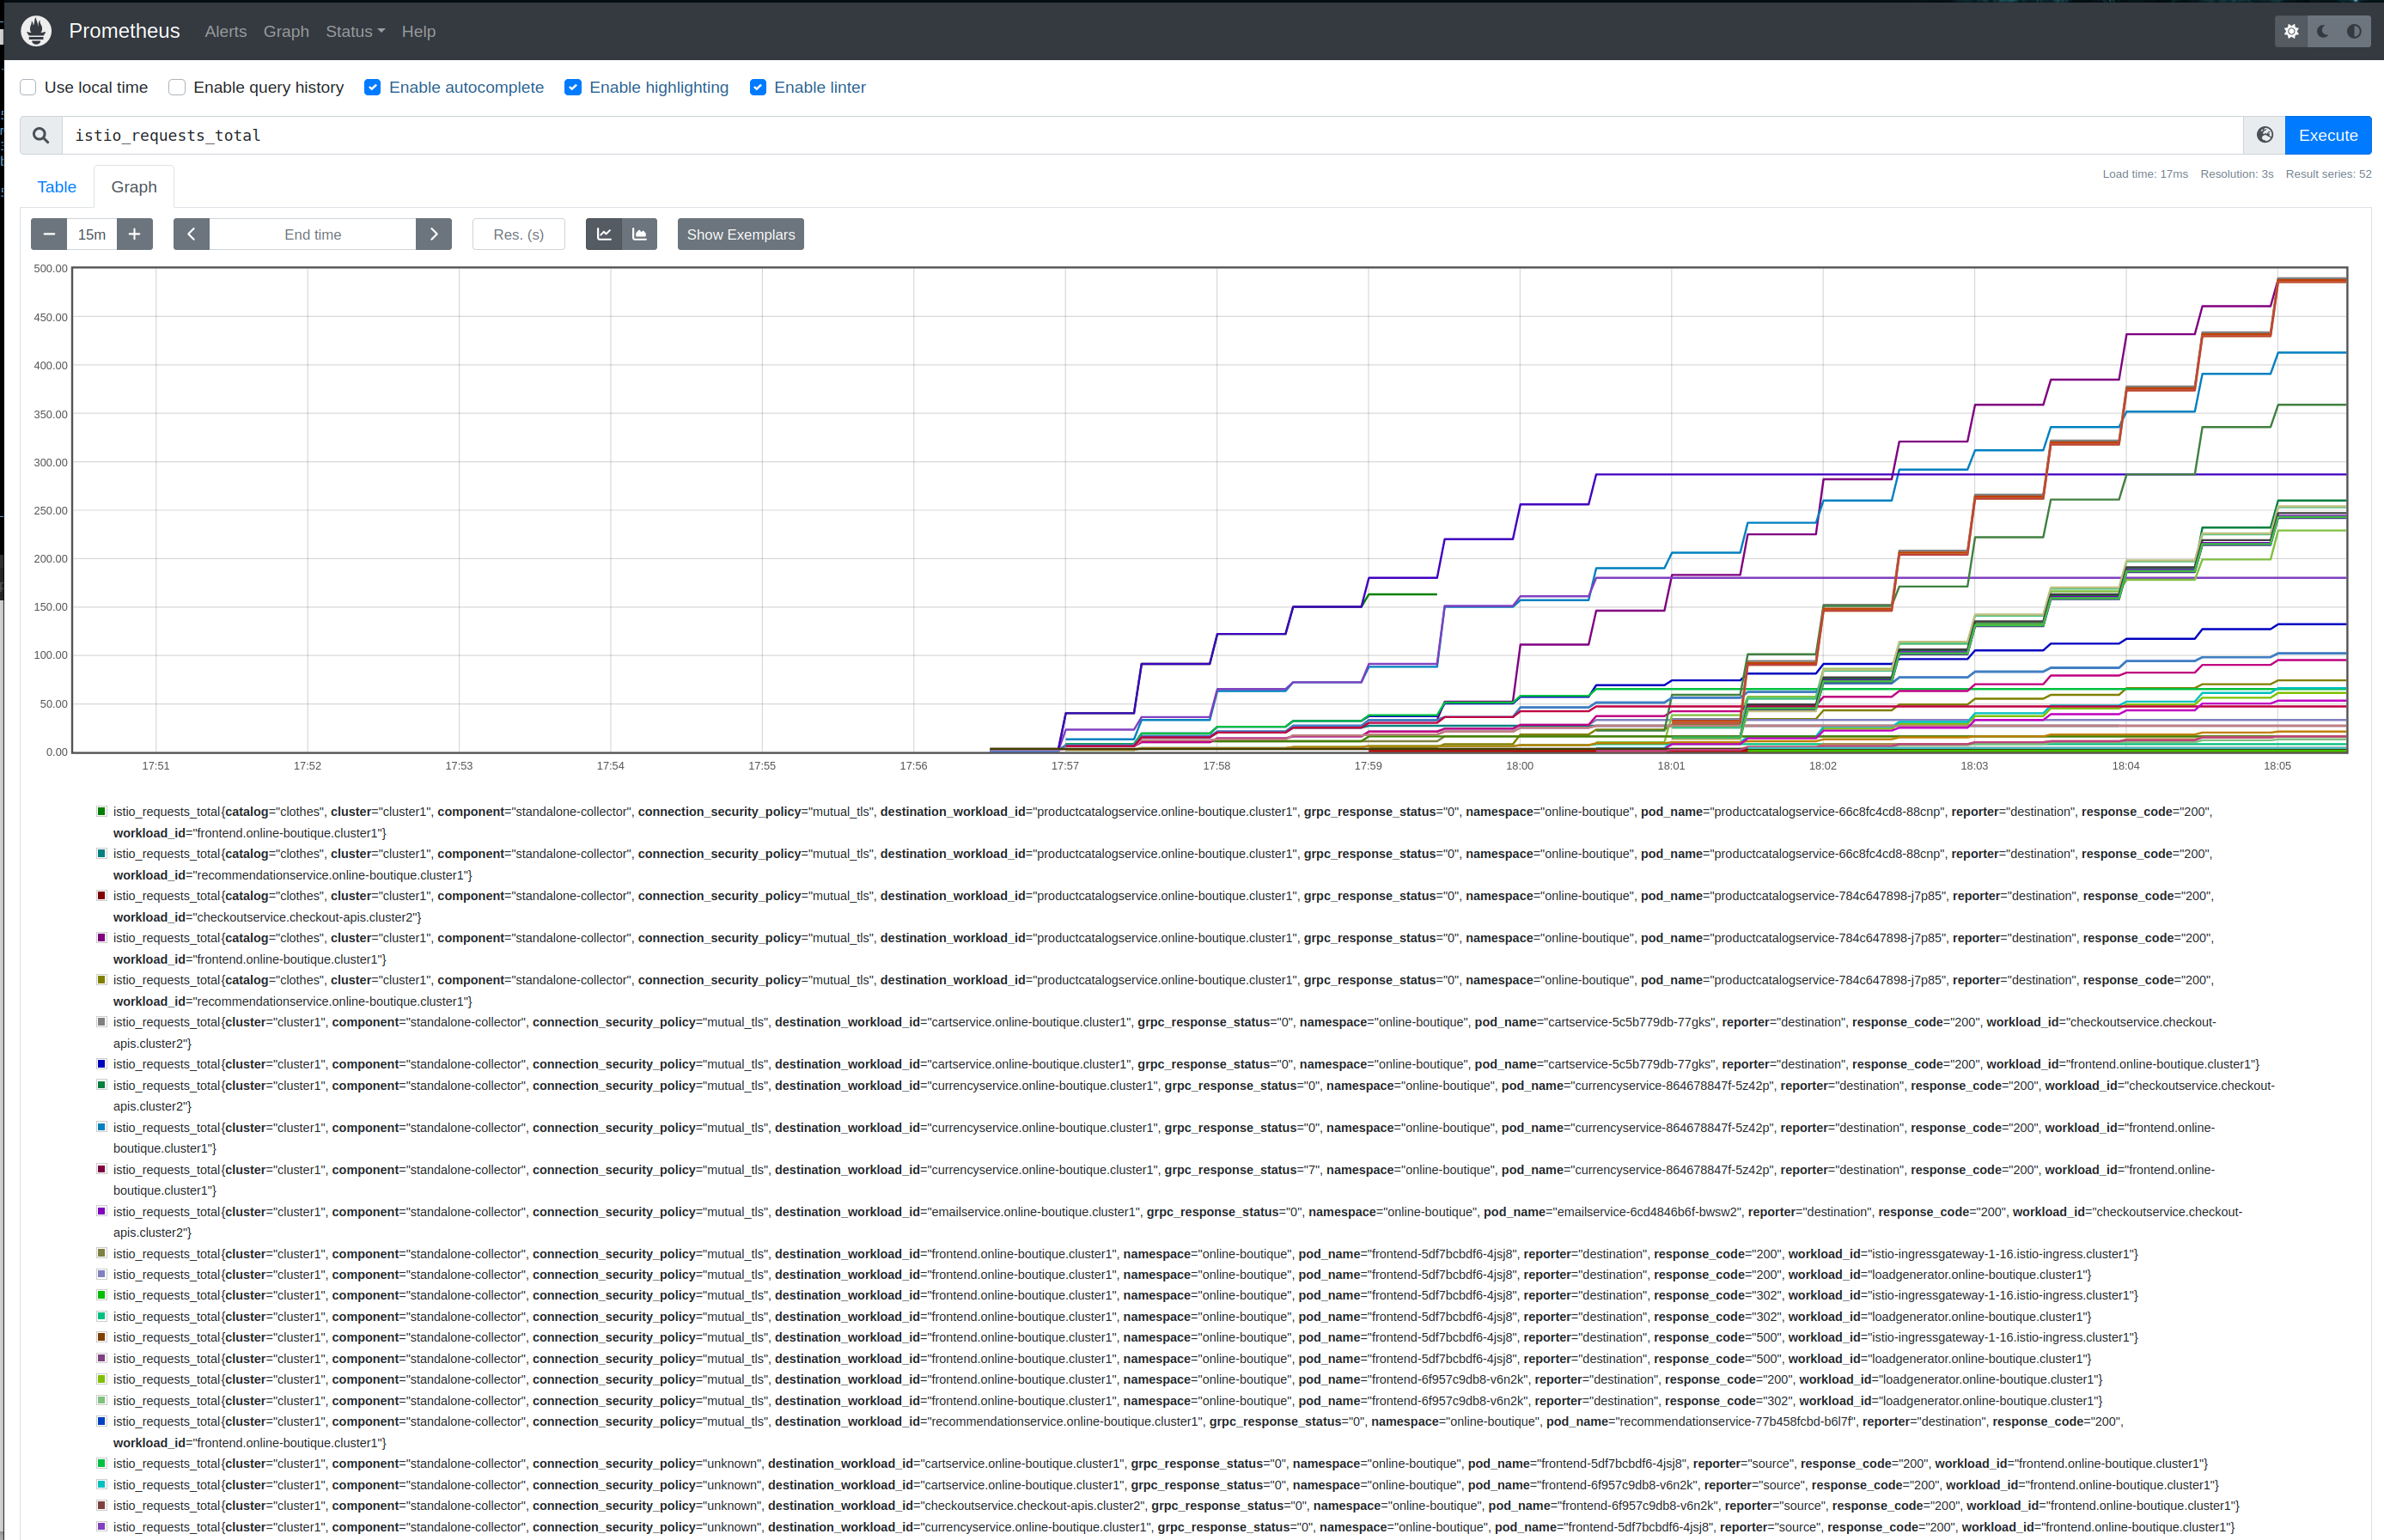 Prometheus Alerts Graph Status Help
Use local time Enable query history Enable autocomplete Enable highlighting Enable linter
istio_requests_total Execute
Table Graph Load time: 17ms Resolution: 3s Result series: 52
15m End time Res. (s) Show Exemplars
500.00
450.00
400.00
350.00
300.00
250.00
200.00
150.00
100.00
50.00
0.00
17:51 17:52 17:53 17:54 17:55 17:56 17:57 17:58 17:59 18:00 18:01 18:02 18:03 18:04 18:05
istio_requests_total{catalog="clothes", cluster="cluster1", component="standalone-collector", connection_security_policy="mutual_tls", destination_workload_id="productcatalogservice.online-boutique.cluster1", grpc_response_status="0", namespace="online-boutique", pod_name="productcatalogservice-66c8fc4cd8-88cnp", reporter="destination", response_code="200",
workload_id="frontend.online-boutique.cluster1"}
istio_requests_total{catalog="clothes", cluster="cluster1", component="standalone-collector", connection_security_policy="mutual_tls", destination_workload_id="productcatalogservice.online-boutique.cluster1", grpc_response_status="0", namespace="online-boutique", pod_name="productcatalogservice-66c8fc4cd8-88cnp", reporter="destination", response_code="200",
workload_id="recommendationservice.online-boutique.cluster1"}
istio_requests_total{catalog="clothes", cluster="cluster1", component="standalone-collector", connection_security_policy="mutual_tls", destination_workload_id="productcatalogservice.online-boutique.cluster1", grpc_response_status="0", namespace="online-boutique", pod_name="productcatalogservice-784c647898-j7p85", reporter="destination", response_code="200",
workload_id="checkoutservice.checkout-apis.cluster2"}
istio_requests_total{catalog="clothes", cluster="cluster1", component="standalone-collector", connection_security_policy="mutual_tls", destination_workload_id="productcatalogservice.online-boutique.cluster1", grpc_response_status="0", namespace="online-boutique", pod_name="productcatalogservice-784c647898-j7p85", reporter="destination", response_code="200",
workload_id="frontend.online-boutique.cluster1"}
istio_requests_total{catalog="clothes", cluster="cluster1", component="standalone-collector", connection_security_policy="mutual_tls", destination_workload_id="productcatalogservice.online-boutique.cluster1", grpc_response_status="0", namespace="online-boutique", pod_name="productcatalogservice-784c647898-j7p85", reporter="destination", response_code="200",
workload_id="recommendationservice.online-boutique.cluster1"}
istio_requests_total{cluster="cluster1", component="standalone-collector", connection_security_policy="mutual_tls", destination_workload_id="cartservice.online-boutique.cluster1", grpc_response_status="0", namespace="online-boutique", pod_name="cartservice-5c5b779db-77gks", reporter="destination", response_code="200", workload_id="checkoutservice.checkout-
apis.cluster2"}
istio_requests_total{cluster="cluster1", component="standalone-collector", connection_security_policy="mutual_tls", destination_workload_id="cartservice.online-boutique.cluster1", grpc_response_status="0", namespace="online-boutique", pod_name="cartservice-5c5b779db-77gks", reporter="destination", response_code="200", workload_id="frontend.online-boutique.cluster1"}
istio_requests_total{cluster="cluster1", component="standalone-collector", connection_security_policy="mutual_tls", destination_workload_id="currencyservice.online-boutique.cluster1", grpc_response_status="0", namespace="online-boutique", pod_name="currencyservice-864678847f-5z42p", reporter="destination", response_code="200", workload_id="checkoutservice.checkout-
apis.cluster2"}
istio_requests_total{cluster="cluster1", component="standalone-collector", connection_security_policy="mutual_tls", destination_workload_id="currencyservice.online-boutique.cluster1", grpc_response_status="0", namespace="online-boutique", pod_name="currencyservice-864678847f-5z42p", reporter="destination", response_code="200", workload_id="frontend.online-
boutique.cluster1"}
istio_requests_total{cluster="cluster1", component="standalone-collector", connection_security_policy="mutual_tls", destination_workload_id="currencyservice.online-boutique.cluster1", grpc_response_status="7", namespace="online-boutique", pod_name="currencyservice-864678847f-5z42p", reporter="destination", response_code="200", workload_id="frontend.online-
boutique.cluster1"}
istio_requests_total{cluster="cluster1", component="standalone-collector", connection_security_policy="mutual_tls", destination_workload_id="emailservice.online-boutique.cluster1", grpc_response_status="0", namespace="online-boutique", pod_name="emailservice-6cd4846b6f-bwsw2", reporter="destination", response_code="200", workload_id="checkoutservice.checkout-
apis.cluster2"}
istio_requests_total{cluster="cluster1", component="standalone-collector", connection_security_policy="mutual_tls", destination_workload_id="frontend.online-boutique.cluster1", namespace="online-boutique", pod_name="frontend-5df7bcbdf6-4jsj8", reporter="destination", response_code="200", workload_id="istio-ingressgateway-1-16.istio-ingress.cluster1"}
istio_requests_total{cluster="cluster1", component="standalone-collector", connection_security_policy="mutual_tls", destination_workload_id="frontend.online-boutique.cluster1", namespace="online-boutique", pod_name="frontend-5df7bcbdf6-4jsj8", reporter="destination", response_code="200", workload_id="loadgenerator.online-boutique.cluster1"}
istio_requests_total{cluster="cluster1", component="standalone-collector", connection_security_policy="mutual_tls", destination_workload_id="frontend.online-boutique.cluster1", namespace="online-boutique", pod_name="frontend-5df7bcbdf6-4jsj8", reporter="destination", response_code="302", workload_id="istio-ingressgateway-1-16.istio-ingress.cluster1"}
istio_requests_total{cluster="cluster1", component="standalone-collector", connection_security_policy="mutual_tls", destination_workload_id="frontend.online-boutique.cluster1", namespace="online-boutique", pod_name="frontend-5df7bcbdf6-4jsj8", reporter="destination", response_code="302", workload_id="loadgenerator.online-boutique.cluster1"}
istio_requests_total{cluster="cluster1", component="standalone-collector", connection_security_policy="mutual_tls", destination_workload_id="frontend.online-boutique.cluster1", namespace="online-boutique", pod_name="frontend-5df7bcbdf6-4jsj8", reporter="destination", response_code="500", workload_id="istio-ingressgateway-1-16.istio-ingress.cluster1"}
istio_requests_total{cluster="cluster1", component="standalone-collector", connection_security_policy="mutual_tls", destination_workload_id="frontend.online-boutique.cluster1", namespace="online-boutique", pod_name="frontend-5df7bcbdf6-4jsj8", reporter="destination", response_code="500", workload_id="loadgenerator.online-boutique.cluster1"}
istio_requests_total{cluster="cluster1", component="standalone-collector", connection_security_policy="mutual_tls", destination_workload_id="frontend.online-boutique.cluster1", namespace="online-boutique", pod_name="frontend-6f957c9db8-v6n2k", reporter="destination", response_code="200", workload_id="loadgenerator.online-boutique.cluster1"}
istio_requests_total{cluster="cluster1", component="standalone-collector", connection_security_policy="mutual_tls", destination_workload_id="frontend.online-boutique.cluster1", namespace="online-boutique", pod_name="frontend-6f957c9db8-v6n2k", reporter="destination", response_code="302", workload_id="loadgenerator.online-boutique.cluster1"}
istio_requests_total{cluster="cluster1", component="standalone-collector", connection_security_policy="mutual_tls", destination_workload_id="recommendationservice.online-boutique.cluster1", grpc_response_status="0", namespace="online-boutique", pod_name="recommendationservice-77b458fcbd-b6l7f", reporter="destination", response_code="200",
workload_id="frontend.online-boutique.cluster1"}
istio_requests_total{cluster="cluster1", component="standalone-collector", connection_security_policy="unknown", destination_workload_id="cartservice.online-boutique.cluster1", grpc_response_status="0", namespace="online-boutique", pod_name="frontend-5df7bcbdf6-4jsj8", reporter="source", response_code="200", workload_id="frontend.online-boutique.cluster1"}
istio_requests_total{cluster="cluster1", component="standalone-collector", connection_security_policy="unknown", destination_workload_id="cartservice.online-boutique.cluster1", grpc_response_status="0", namespace="online-boutique", pod_name="frontend-6f957c9db8-v6n2k", reporter="source", response_code="200", workload_id="frontend.online-boutique.cluster1"}
istio_requests_total{cluster="cluster1", component="standalone-collector", connection_security_policy="unknown", destination_workload_id="checkoutservice.checkout-apis.cluster2", grpc_response_status="0", namespace="online-boutique", pod_name="frontend-6f957c9db8-v6n2k", reporter="source", response_code="200", workload_id="frontend.online-boutique.cluster1"}
istio_requests_total{cluster="cluster1", component="standalone-collector", connection_security_policy="unknown", destination_workload_id="currencyservice.online-boutique.cluster1", grpc_response_status="0", namespace="online-boutique", pod_name="frontend-5df7bcbdf6-4jsj8", reporter="source", response_code="200", workload_id="frontend.online-boutique.cluster1"}